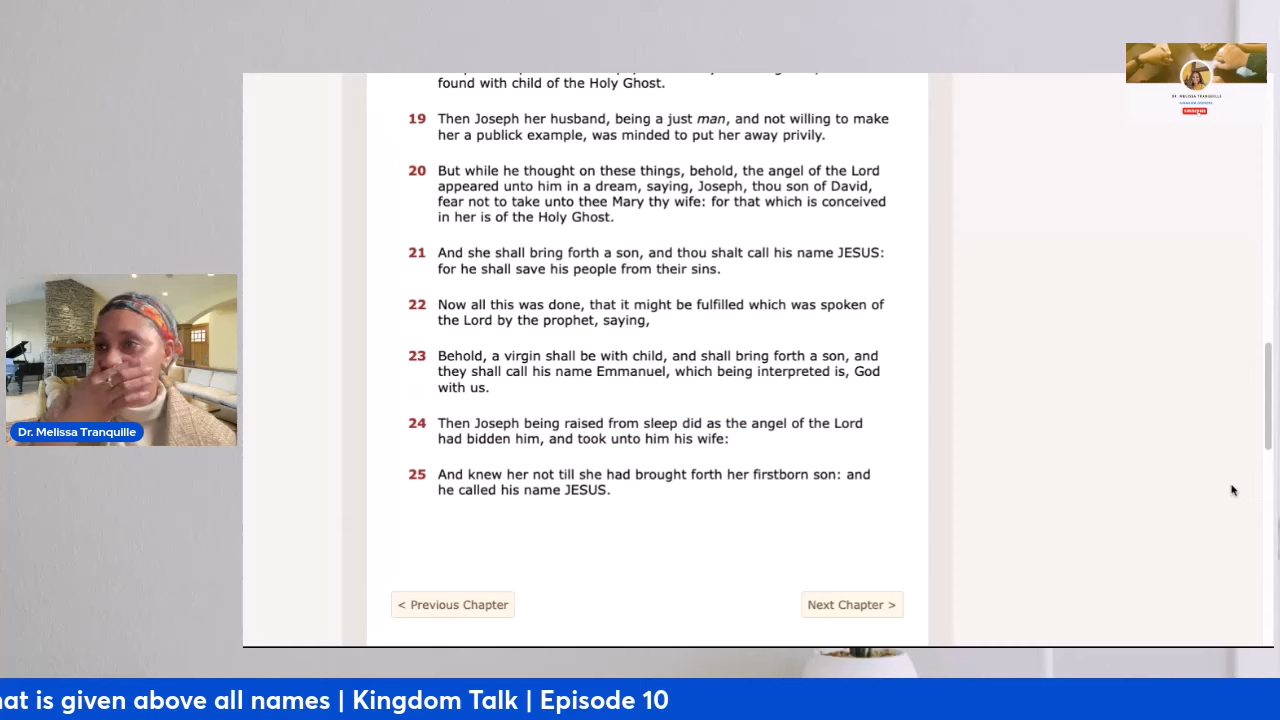 found with child of the Holy Ghost.
19 Then Joseph her husband, being a just man, and not willing to make
her a publick example, was minded to put her away privily.
20 But while he thought on these things, behold, the angel of the Lord
appeared unto him in a dream, saying, Joseph, thou son of David,
fear not to take unto thee Mary thy wife: for that which is conceived
in her is of the Holy Ghost.
21 And she shall bring forth a son, and thou shalt call his name JESUS:
for he shall save his people from their sins.
22 Now all this was done, that it might be fulfilled which was spoken of
the Lord by the prophet, saying,
23 Behold, a virgin shall be with child, and shall bring forth a son, and
they shall call his name Emmanuel, which being interpreted is, God
with us.
24 Then Joseph being raised from sleep did as the angel of the Lord
had bidden him, and took unto him his wife:
25 And knew her not till she had brought forth her firstborn son: and
he called his name JESUS.
< Previous Chapter
Next Chapter >
DR. MELISSA TRANQUILLE
Dr. Melissa Tranquille
hat is given above all names | Kingdom Talk | Episode 10